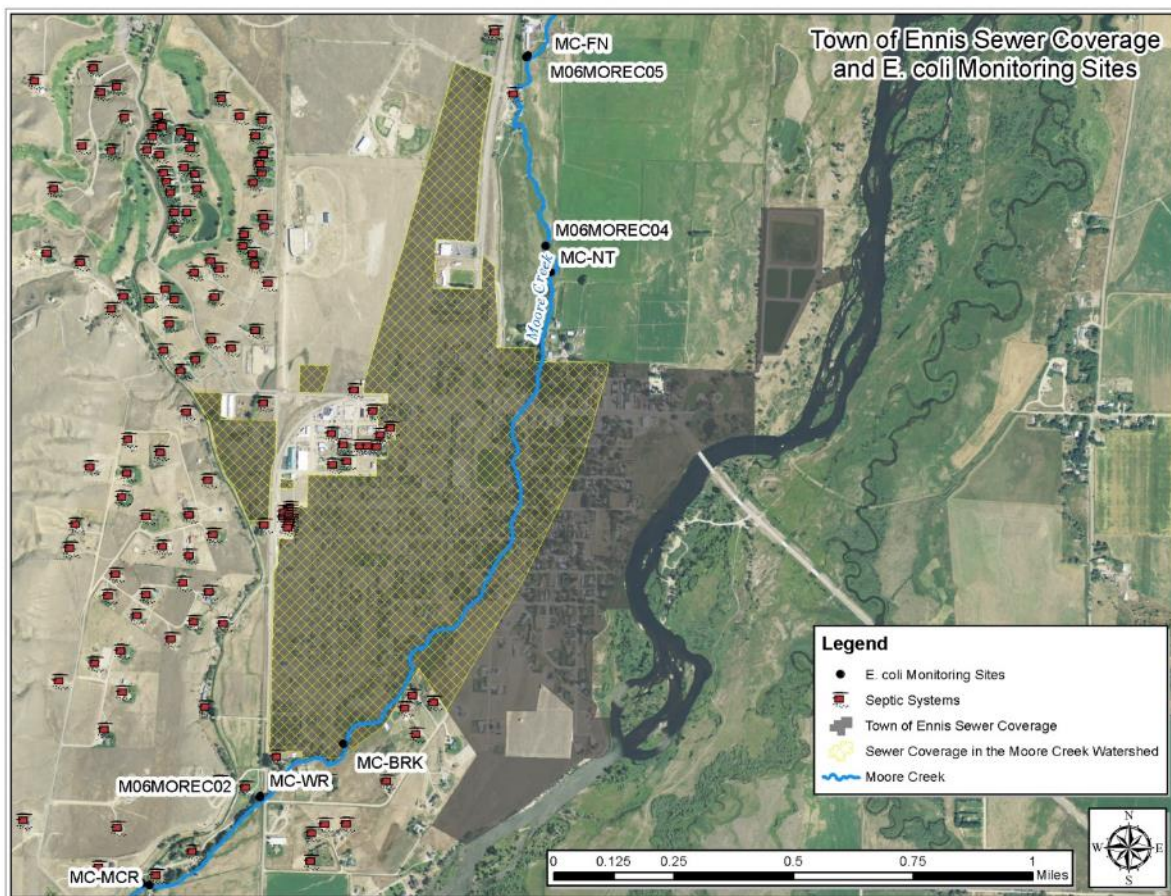 Town of Ennis Sewer Coverage
and E. coli Monitoring Sites
MC-FN
M06MOREC05
M06MOREC04
MC-NT
Moore Creek
MC-BRK
MC-WR
M06MOREC02
MC-MCR
Legend
E. coli Monitoring Sites
Septic Systems
Town of Ennis Sewer Coverage
Sewer Coverage in the Moore Creek Watershed
Moore Creek
N
W E
S
0 0.125 0.25 0.5 0.75 1
Miles